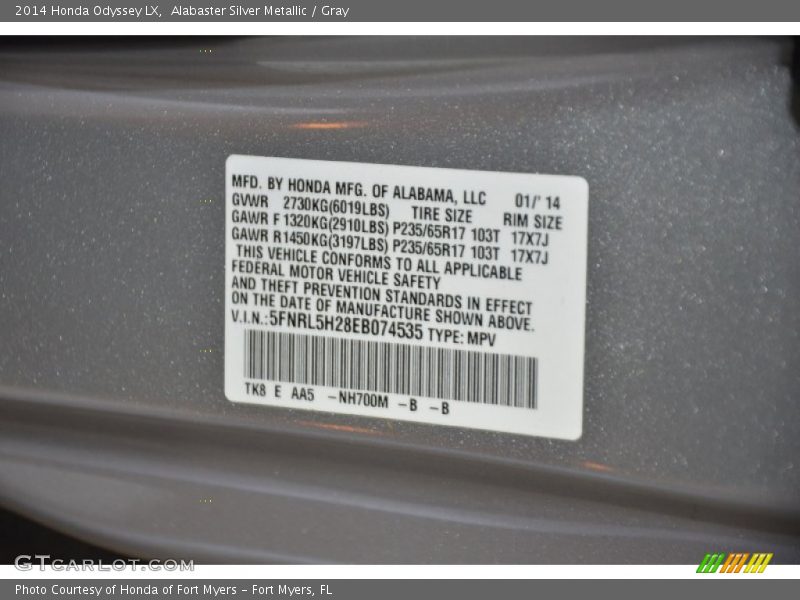 2014 Honda Odyssey LX, Alabaster Silver Metallic / Gray
MFD. BY HONDA MFG. OF ALABAMA, LLC 01/' 14
GVWR 2730KG(6019LBS) TIRE SIZE RIM SIZE
GAWR F 1320KG(2910LBS) P235/65R17 103T 17X7J
GAWR R1450KG(3197LBS) P235/65R17 103T 17X7J
THIS VEHICLE CONFORMS TO ALL APPLICABLE
FEDERAL MOTOR VEHICLE SAFETY
AND THEFT PREVENTION STANDARDS IN EFFECT
ON THE DATE OF MANUFACTURE SHOWN ABOVE.
V.I.N.:5FNRL5H28EB074535 TYPE: MPV
TK8 E AA5 -NH700M -B -B
GTCARLOT.COM
Photo Courtesy of Honda of Fort Myers - Fort Myers, FL